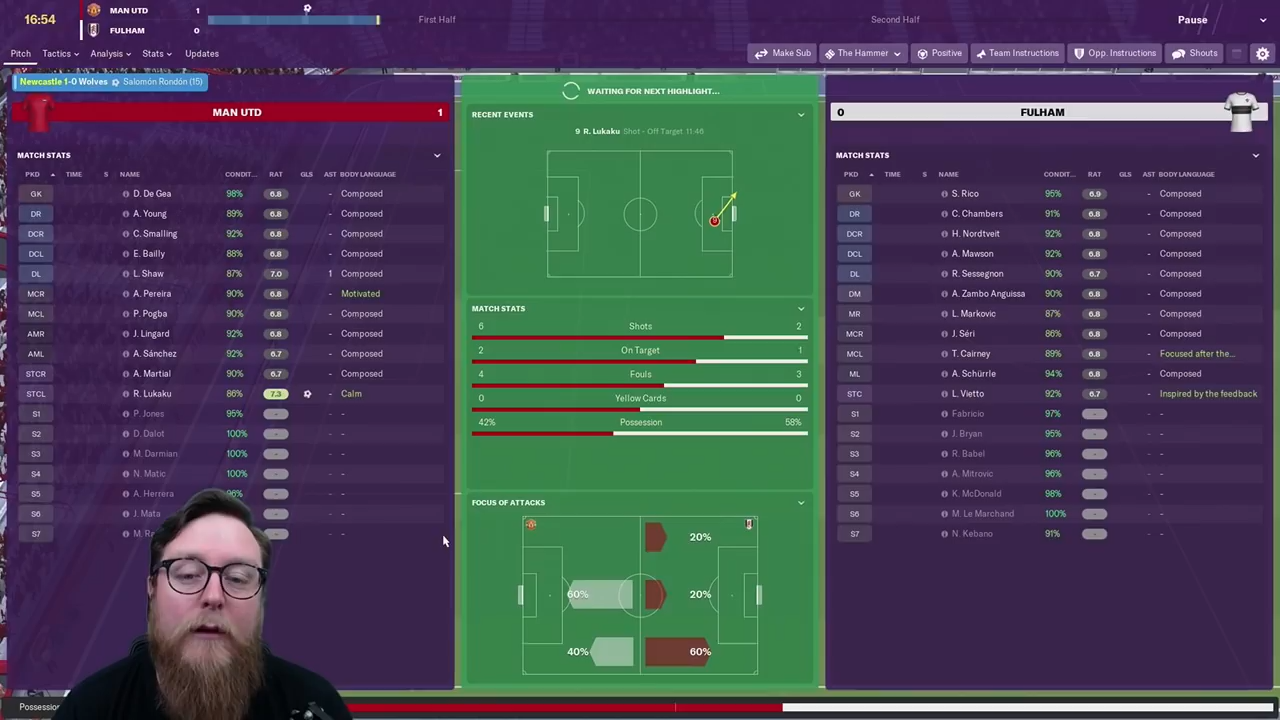 16:54
MAN UTD 1
FULHAM 0
First Half
Second Half
Pause
Pitch Tactics Analysis Stats Updates
Make Sub The Hammer Positive Team Instructions Opp. Instructions Shouts
Newcastle 1-0 Wolves Salomón Rondón (15)
MAN UTD 1
MATCH STATS
PKD TIME S NAME CONDIT... RAT GLS AST BODY LANGUAGE
GK D. De Gea 98% 6.8 - Composed
DR A. Young 89% 6.8 - Composed
DCR C. Smalling 92% 6.8 - Composed
DCL E. Bailly 88% 6.8 - Composed
DL L. Shaw 87% 7.0 1 Composed
MCR A. Pereira 90% 6.8 - Motivated
MCL P. Pogba 90% 6.8 - Composed
AMR J. Lingard 92% 6.8 - Composed
AML A. Sánchez 92% 6.7 - Composed
STCR A. Martial 90% 6.7 - Composed
STCL R. Lukaku 86% 7.3 - Calm
S1 P. Jones 95% - - -
S2 D. Dalot 100% - - -
S3 M. Darmian 100% - - -
S4 N. Matic 100% - - -
S5 A. Herrera 96% - - -
S6 J. Mata - - -
S7 - - -
WAITING FOR NEXT HIGHLIGHT...
RECENT EVENTS
9 R. Lukaku Shot - Off Target 11:46
MATCH STATS
6 Shots 2
2 On Target 1
4 Fouls 3
0 Yellow Cards 0
42% Possession 58%
FOCUS OF ATTACKS
20%
60% 20%
40% 60%
0 FULHAM
MATCH STATS
PKD TIME S NAME CONDIT... RAT GLS AST BODY LANGUAGE
GK S. Rico 95% 6.9 - Composed
DR C. Chambers 91% 6.8 - Composed
DCR H. Nordtveit 92% 6.8 - Composed
DCL A. Mawson 92% 6.8 - Composed
DL R. Sessegnon 90% 6.7 - Composed
DM A. Zambo Anguissa 90% 6.8 - Composed
MR L. Markovic 87% 6.8 - Composed
MCR J. Séri 86% 6.8 - Composed
MCL T. Cairney 89% 6.8 - Focused after the...
ML A. Schürrle 94% 6.8 - Composed
STC L. Vietto 92% 6.7 - Inspired by the feedback
S1 Fabricio 97% - - -
S2 J. Bryan 95% - - -
S3 R. Babel 96% - - -
S4 A. Mitrovic 96% - - -
S5 K. McDonald 98% - - -
S6 M. Le Marchand 100% - - -
S7 N. Kebano 91% - - -